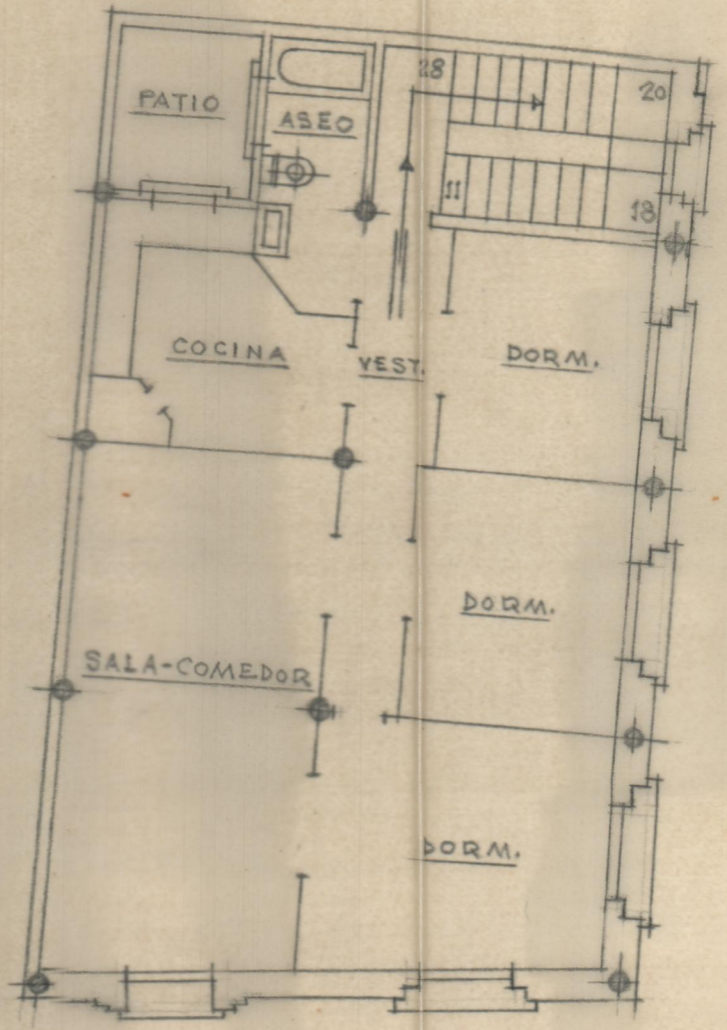 PATIO
ASEO
28
20
11
18
COCINA
VEST.
DORM.
DORM.
SALA-COMEDOR
DORM.